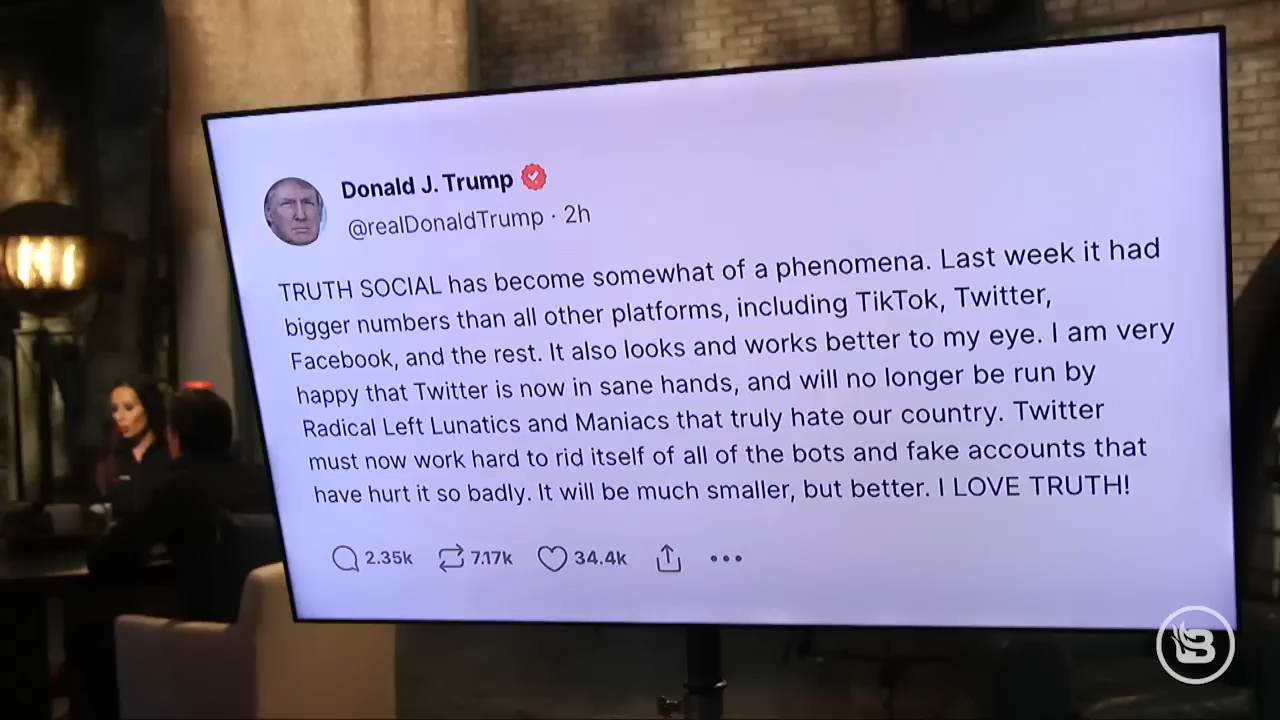 Donald J. Trump
@realDonaldTrump · 2h
TRUTH SOCIAL has become somewhat of a phenomena. Last week it had
bigger numbers than all other platforms, including TikTok, Twitter,
Facebook, and the rest. It also looks and works better to my eye. I am very
happy that Twitter is now in sane hands, and will no longer be run by
Radical Left Lunatics and Maniacs that truly hate our country. Twitter
must now work hard to rid itself of all of the bots and fake accounts that
have hurt it so badly. It will be much smaller, but better. I LOVE TRUTH!
2.35k 7.17k 34.4k
B